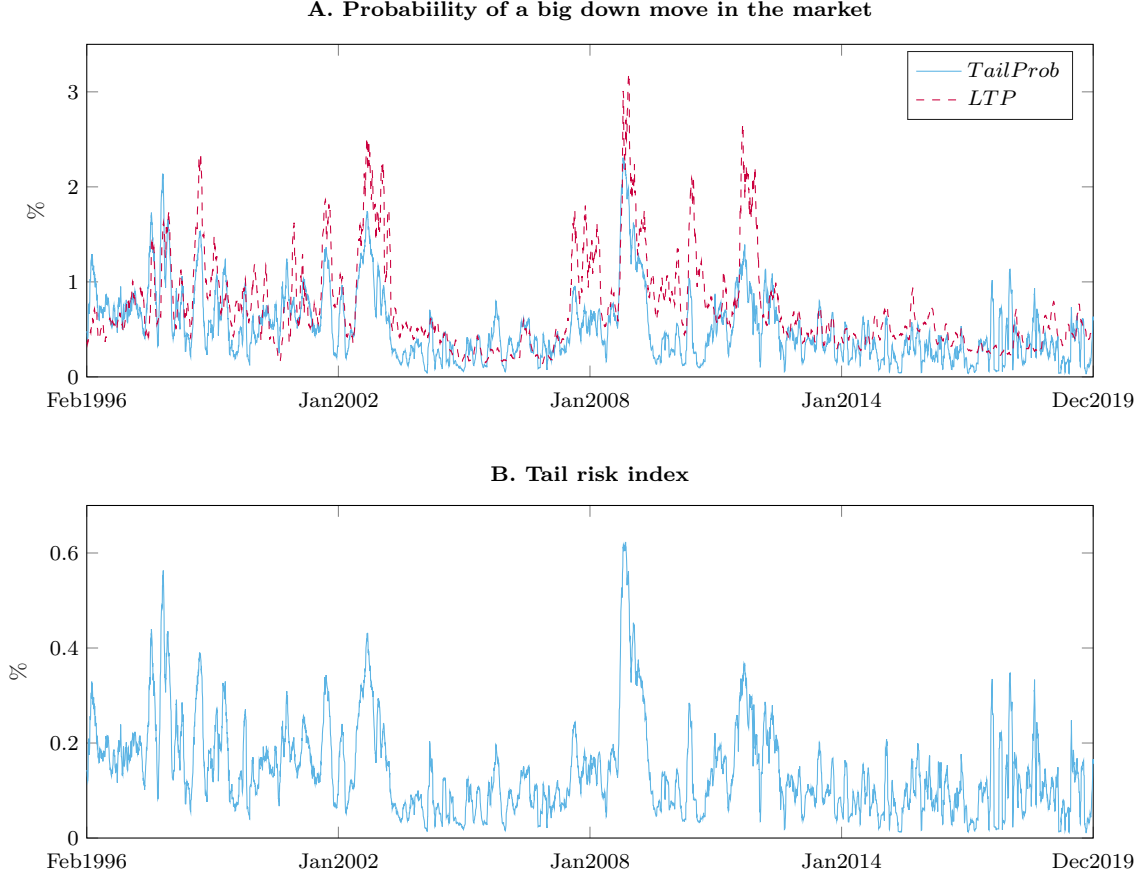 A. Probabiility of a big down move in the market
TailProb
LTP
3
2
1
0
%
Feb1996 Jan2002 Jan2008 Jan2014 Dec2019
B. Tail risk index
0.6
0.4
0.2
0
%
Feb1996 Jan2002 Jan2008 Jan2014 Dec2019